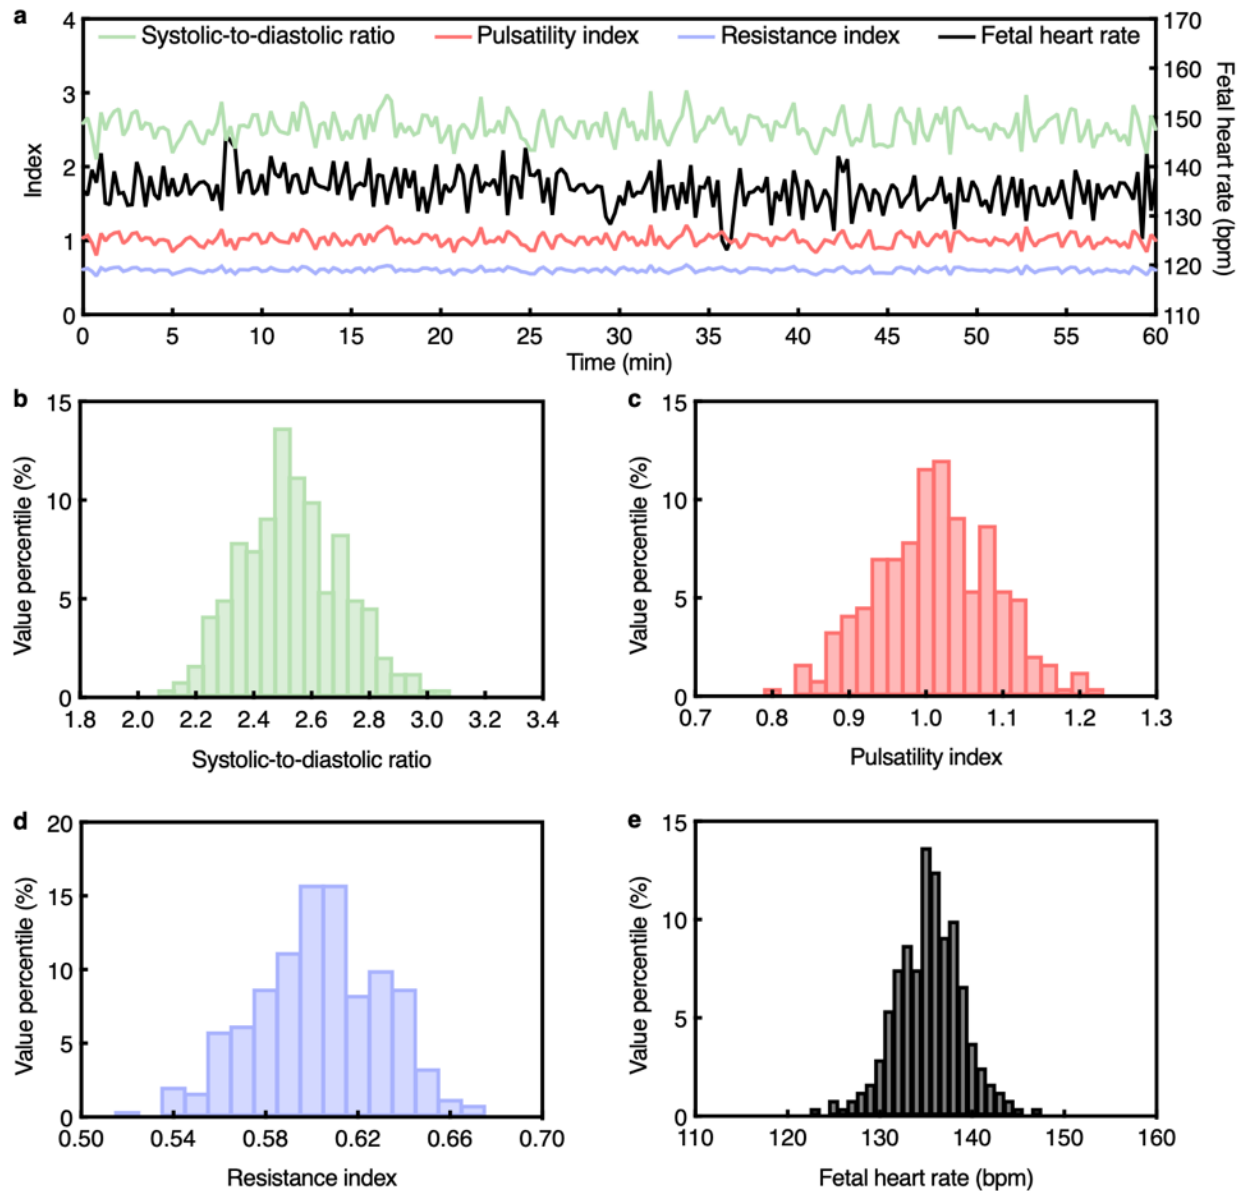 a
Systolic-to-diastolic ratio Pulsatility index Resistance index Fetal heart rate
4
3
2
1
0
Index
170
160
150
140
130
120
110
Fetal heart rate (bpm)
0 5 10 15 20 25 30 35 40 45 50 55 60
Time (min)
b
15
10
5
0
Value percentile (%)
1.8 2.0 2.2 2.4 2.6 2.8 3.0 3.2 3.4
Systolic-to-diastolic ratio
c
15
10
5
0
Value percentile (%)
0.7 0.8 0.9 1.0 1.1 1.2 1.3
Pulsatility index
d
20
15
10
5
0
Value percentile (%)
0.50 0.54 0.58 0.62 0.66 0.70
Resistance index
e
15
10
5
0
Value percentile (%)
110 120 130 140 150 160
Fetal heart rate (bpm)